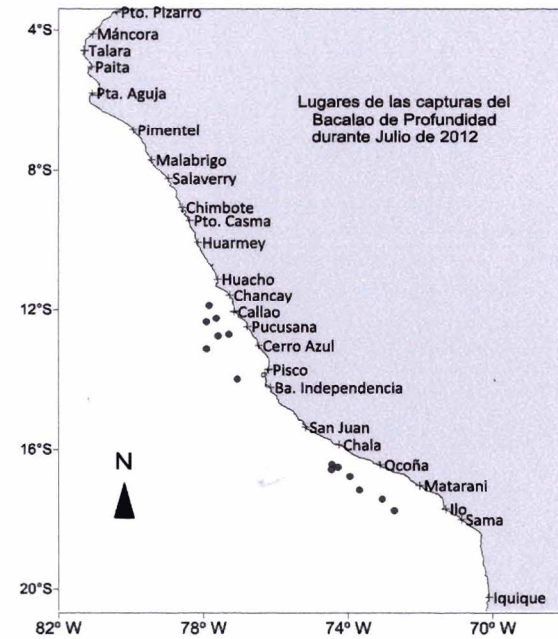 Pto. Pizarro
4°S
Máncora
Talara
Paita
Pta. Aguja
Lugares de las capturas del
Bacalao de Profundidad
durante Julio de 2012
Pimentel
Malabrigo
8°S
Salaverry
Chimbote
Pto. Casma
Huarmey
Huacho
Chancay
12°S
Callao
Pucusana
Cerro Azul
Pisco
Ba. Independencia
San Juan
16°S
Chala
N
Ocoña
Matarani
Ilo
Sama
20°S
Iquique
82° W
78° W
74° W
70° W